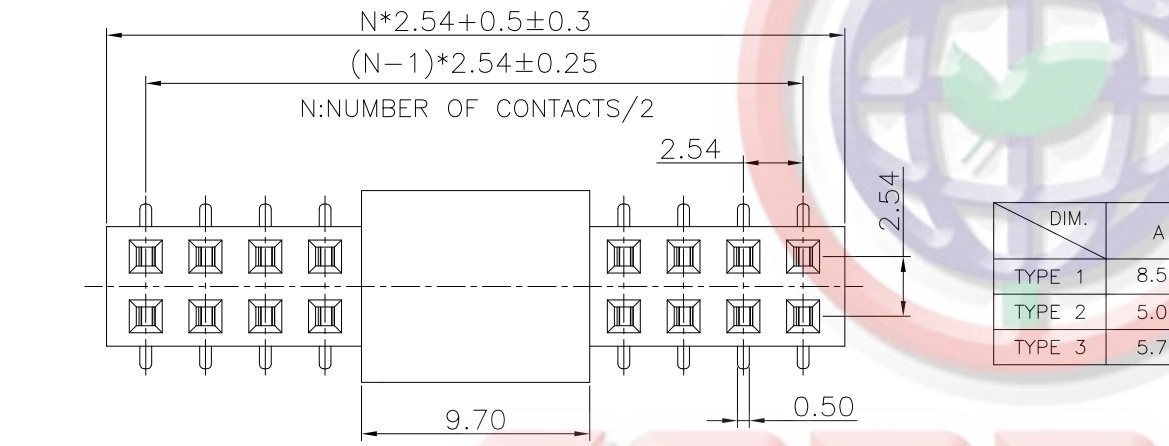 N*2.54+0.5±0.3
(N-1)*2.54±0.25
N:NUMBER OF CONTACTS/2
2.54
2.54
DIM.
A
TYPE 1 8.5
TYPE 2 5.0
TYPE 3 5.7
9.70
0.50